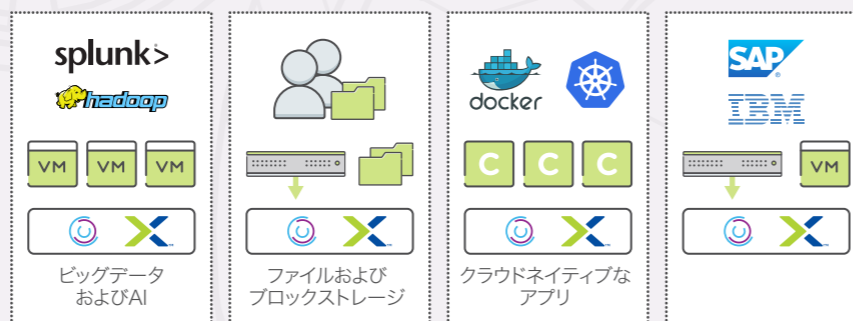 splunk>
hadoop
VM VM VM
ビッグデータ
およびAI
ファイルおよび
ブロックストレージ
docker
C C C
クラウドネイティブな
アプリ
SAP
IBM
VM